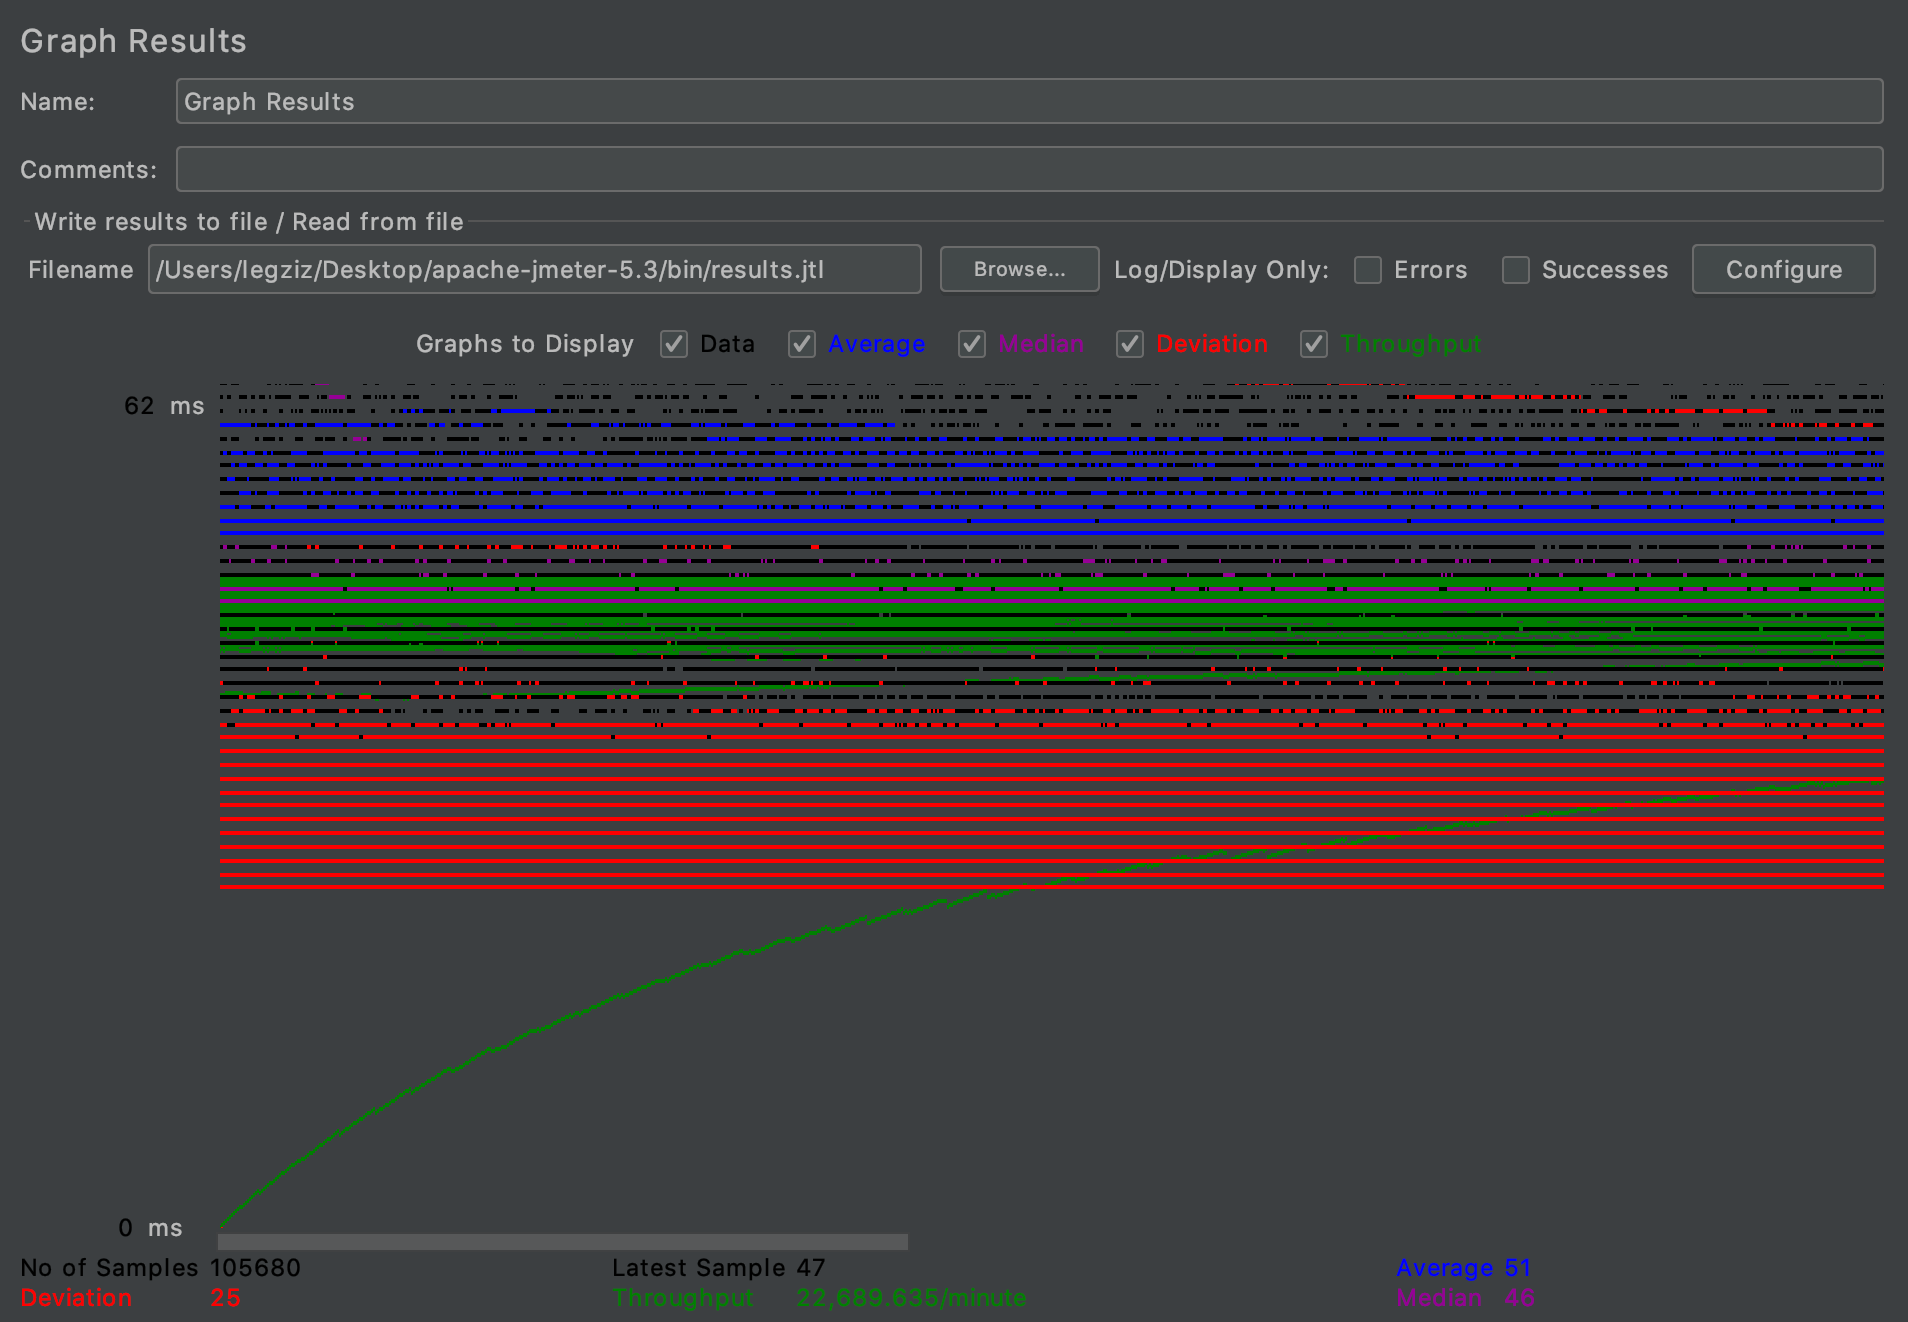 Graph Results
Name: Graph Results
Comments:
Write results to file / Read from file
Filename /Users/legziz/Desktop/apache-jmeter-5.3/bin/results.jtl Browse... Log/Display Only: Errors Successes Configure
Graphs to Display Data Average Median Deviation Throughput
62 ms
0 ms
No of Samples 105680 Latest Sample 47 Average 51
Deviation 25 Throughput 22,689.635/minute Median 46